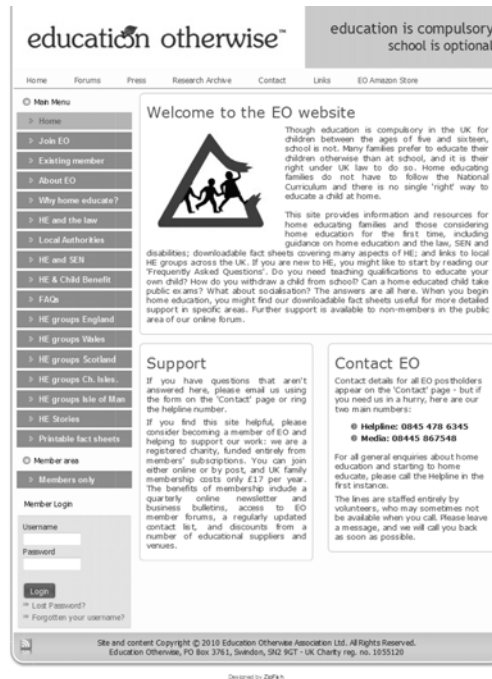 education otherwise™
education is compulsory
school is optional
Home Forums Press Research Archive Contact Links EO Amazon Store
Main Menu
Home
Join EO
Existing member
About EO
Why home educate?
HE and the law
Local Authorities
HE and SEN
HE & Child Benefit
FAQs
HE groups England
HE groups Wales
HE groups Scotland
HE groups Ch. Isles.
HE groups Isle of Man
HE Stories
Printable fact sheets
Member area
Members only
Member Login
Username
Password
Login
Lost Password?
Forgotten your username?
Welcome to the EO website
Though education is compulsory in the UK for
children between the ages of five and sixteen,
school is not. Many families prefer to educate their
children otherwise than at school, and it is their
right under UK law to do so. Home educating
families do not have to follow the National
Curriculum and there is no single 'right' way to
educate a child at home.
This site provides information and resources for
home educating families and those considering
home education for the first time, including
guidance on home education and the law, SEN and
disabilities; downloadable fact sheets covering many aspects of HE; and links to local
HE groups across the UK. If you are new to HE, you might like to start by reading our
'Frequently Asked Questions'. Do you need teaching qualifications to educate your
own child? How do you withdraw a child from school? Can a home educated child take
public exams? What about socialisation? The answers are all here. When you begin
home education, you might find our downloadable fact sheets useful for more detailed
support in specific areas. Further support is available to non-members in the public
area of our online forum.
Support
If you have questions that aren't
answered here, please email us using
the form on the 'Contact' page or ring
the helpline number.
If you find this site helpful, please
consider becoming a member of EO and
helping to support our work: we are a
registered charity, funded entirely from
members' subscriptions. You can join
either online or by post, and UK family
membership costs only £17 per year.
The benefits of membership include a
quarterly online newsletter and
business bulletins, access to EO
member forums, a regularly updated
contact list, and discounts from a
number of educational suppliers and
venues.
Contact EO
Contact details for all EO postholders
appear on the 'Contact' page - but if
you need us in a hurry, here are our
two main numbers:
Helpline: 0845 478 6345
Media: 08445 867548
For all general enquiries about home
education and starting to home
educate, please call the Helpline in the
first instance.
The lines are staffed entirely by
volunteers, who may sometimes not
be available when you call. Please leave
a message, and we will call you back
as soon as possible.
Site and content Copyright © 2010 Education Otherwise Association Ltd. All Rights Reserved.
Education Otherwise, PO Box 3761, Swindon, SN2 9GT - UK Charity reg. no. 1055120
Designed by ZigFish